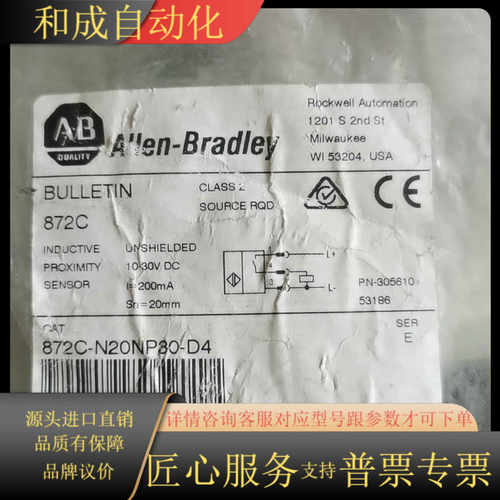 和成自动化
AB
QUALITY
Allen-Bradley
Rockwell Automation
1201 S 2nd St
Milwaukee
WI 53204, USA
BULLETIN
872C
CLASS 2
SOURCE RQD
CE
INDUCTIVE
PROXIMITY
SENSOR
UNSHIELDED
10-30V DC
I=200mA
Sn=20mm
L+
L-
PN-305610
53186
CAT
872C-N20NP30-D4
SER
E
源头进口直销
品质有保障
品牌议价
详情咨询客服对应型号跟参数才可下单
匠心服务支持普票专票